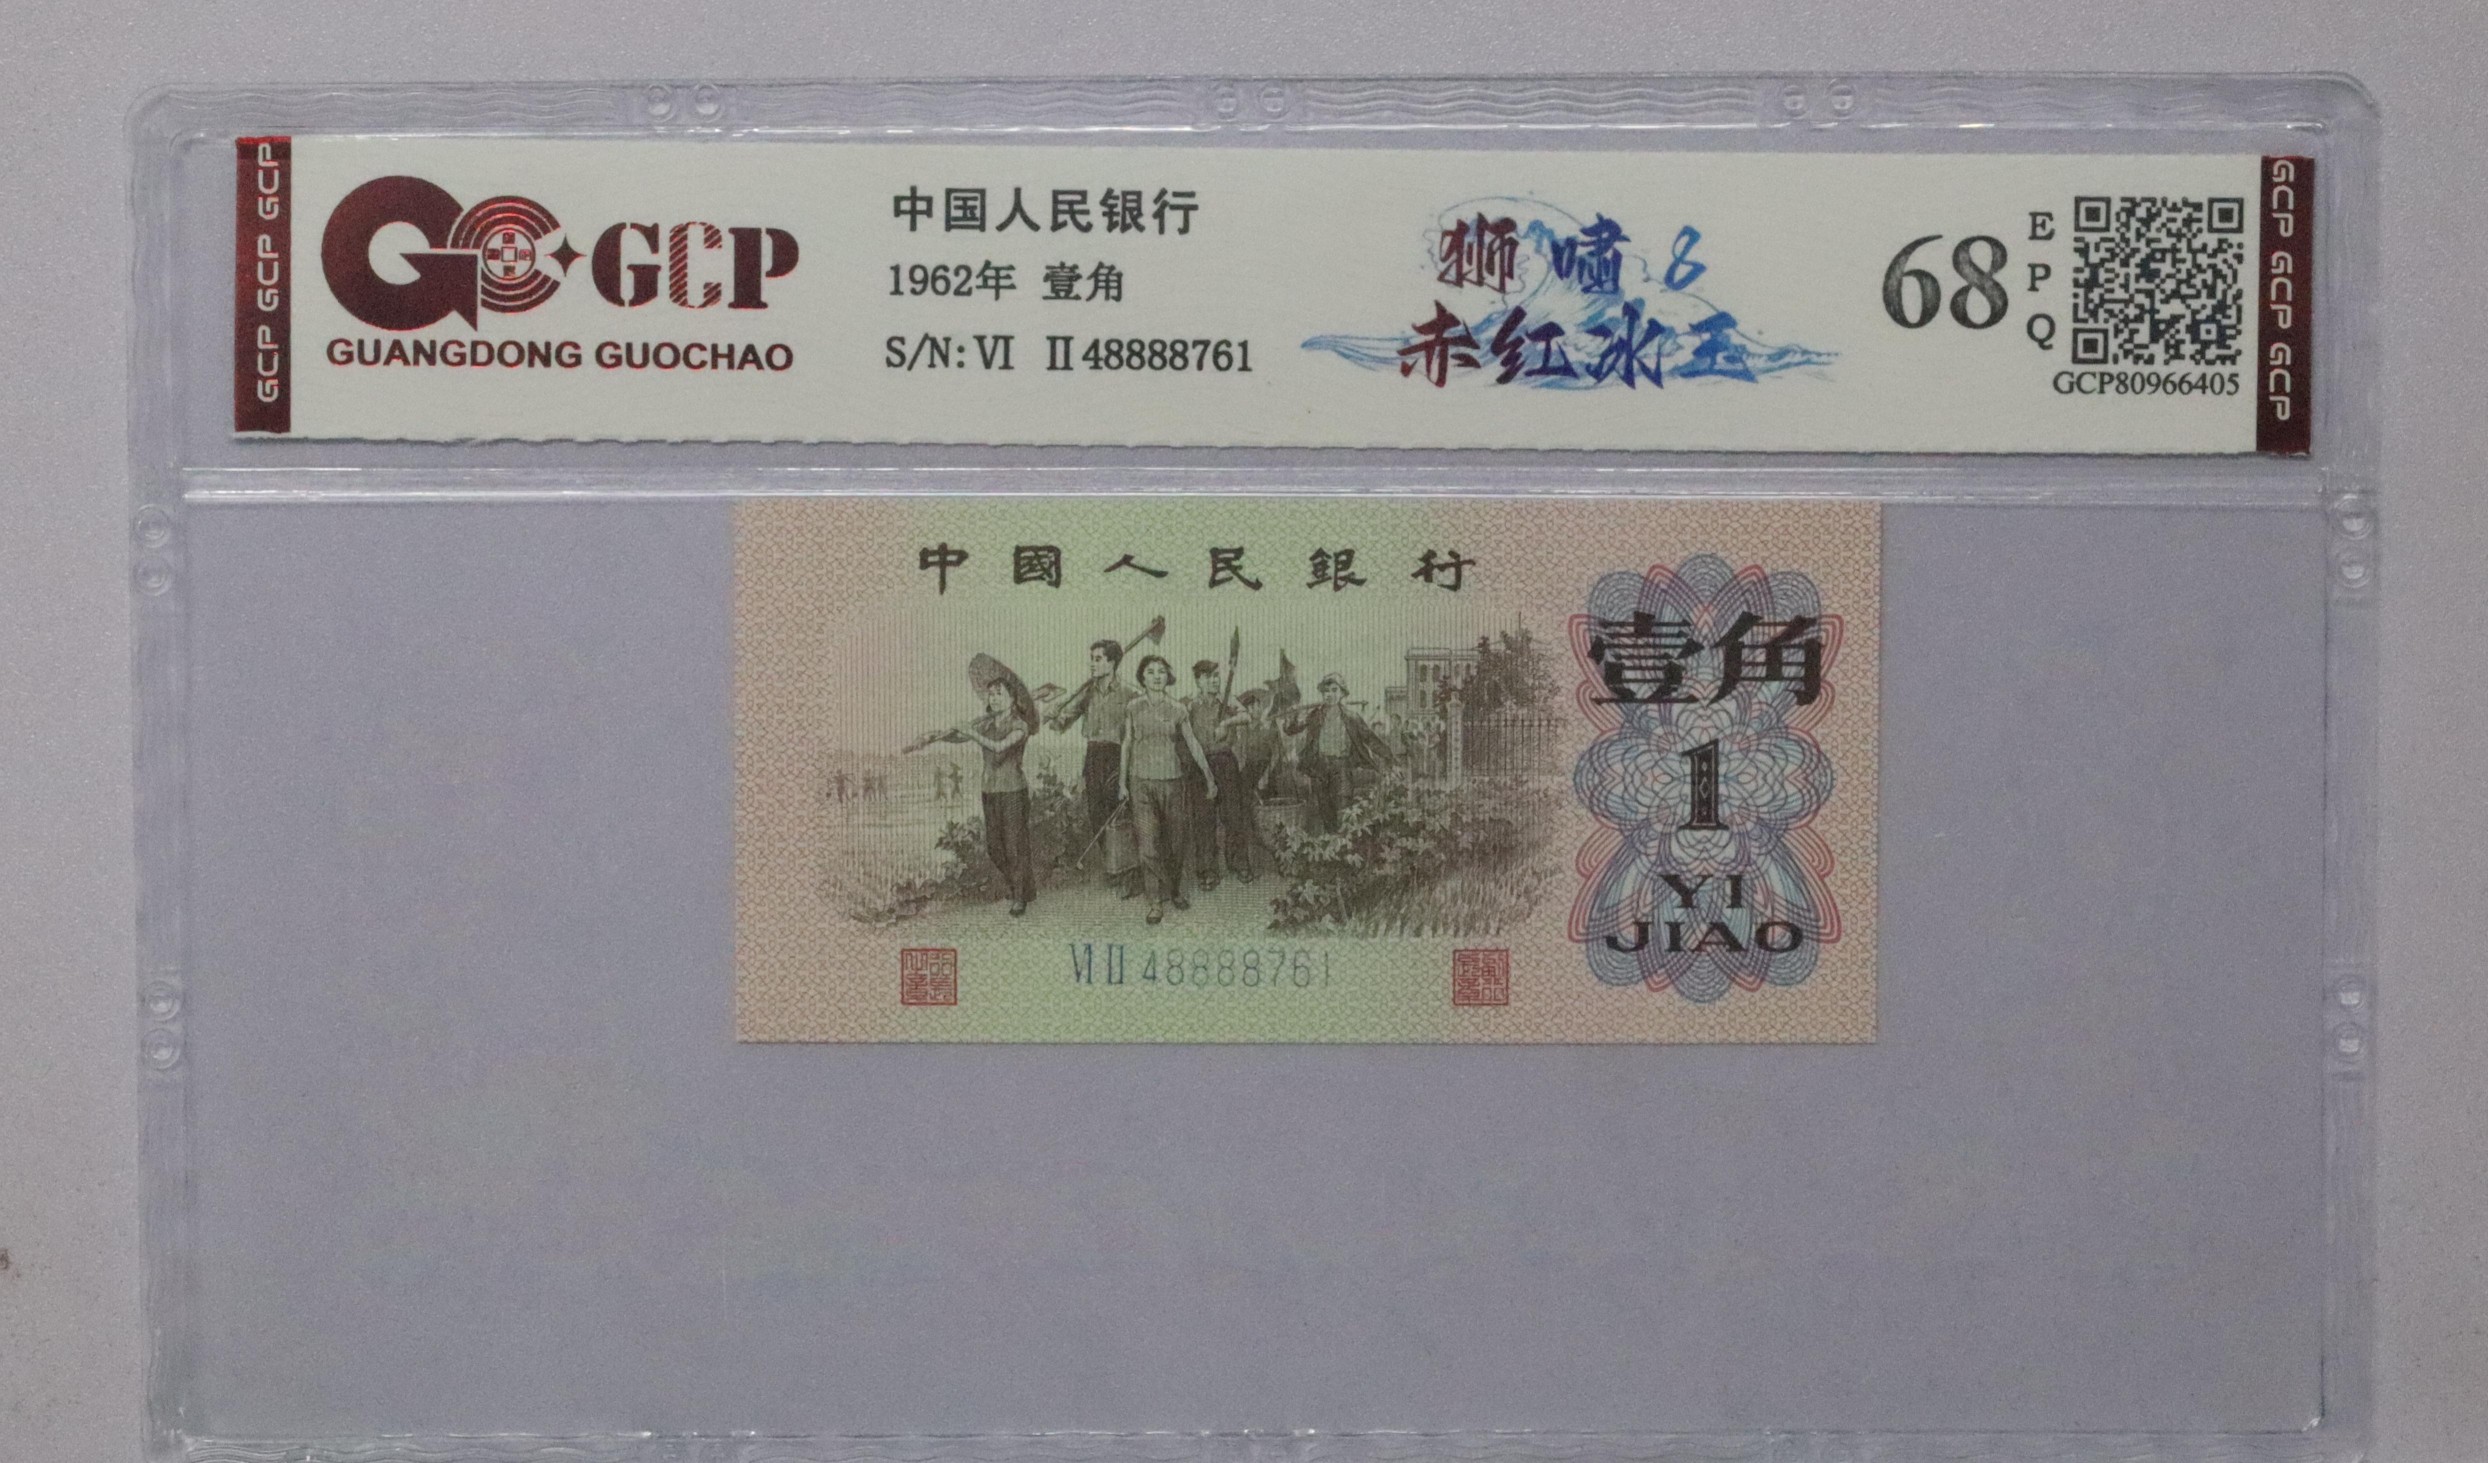 GCP GCP GCP
GCP
GUANGDONG GUOCHAO
中国人民银行
1962年 壹角
S/N: VI II 48888761
狮啸8
赤红冰玉
68
EPQ
GCP80966405
GCP GCP GCP
中國人民銀行
壹角
1
YI
JIAO
VI II 48888761